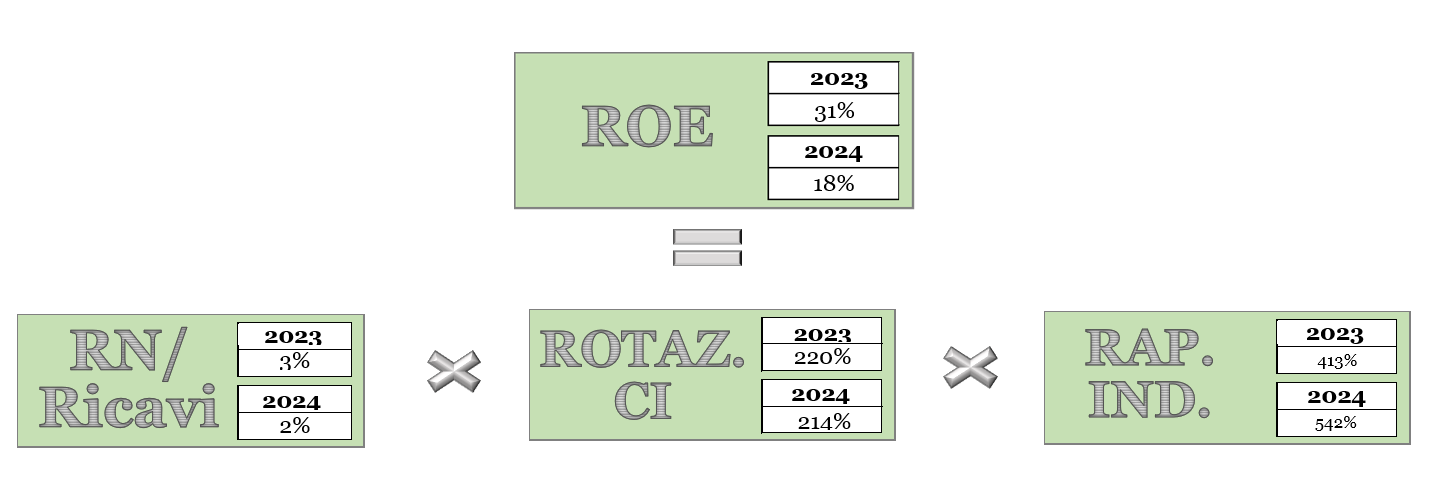 ROE
2023
31%
2024
18%
RN/
Ricavi
2023
3%
2024
2%
ROTAZ.
CI
2023
220%
2024
214%
RAP.
IND.
2023
413%
2024
542%